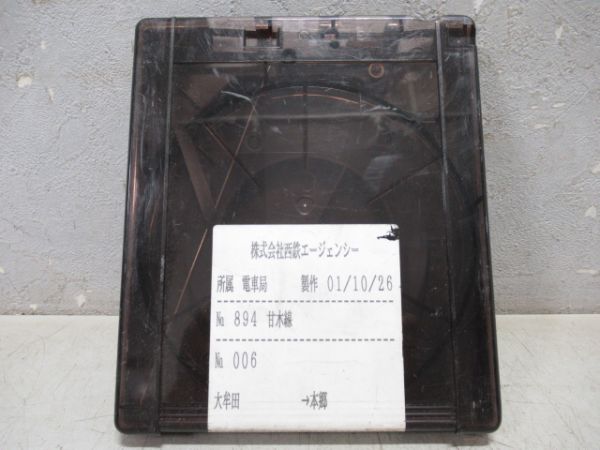 株式会社西鉄エージェンシー
所属 電車局 製作 01/10/26
№ 894 甘木線
№ 006
大牟田 →本郷